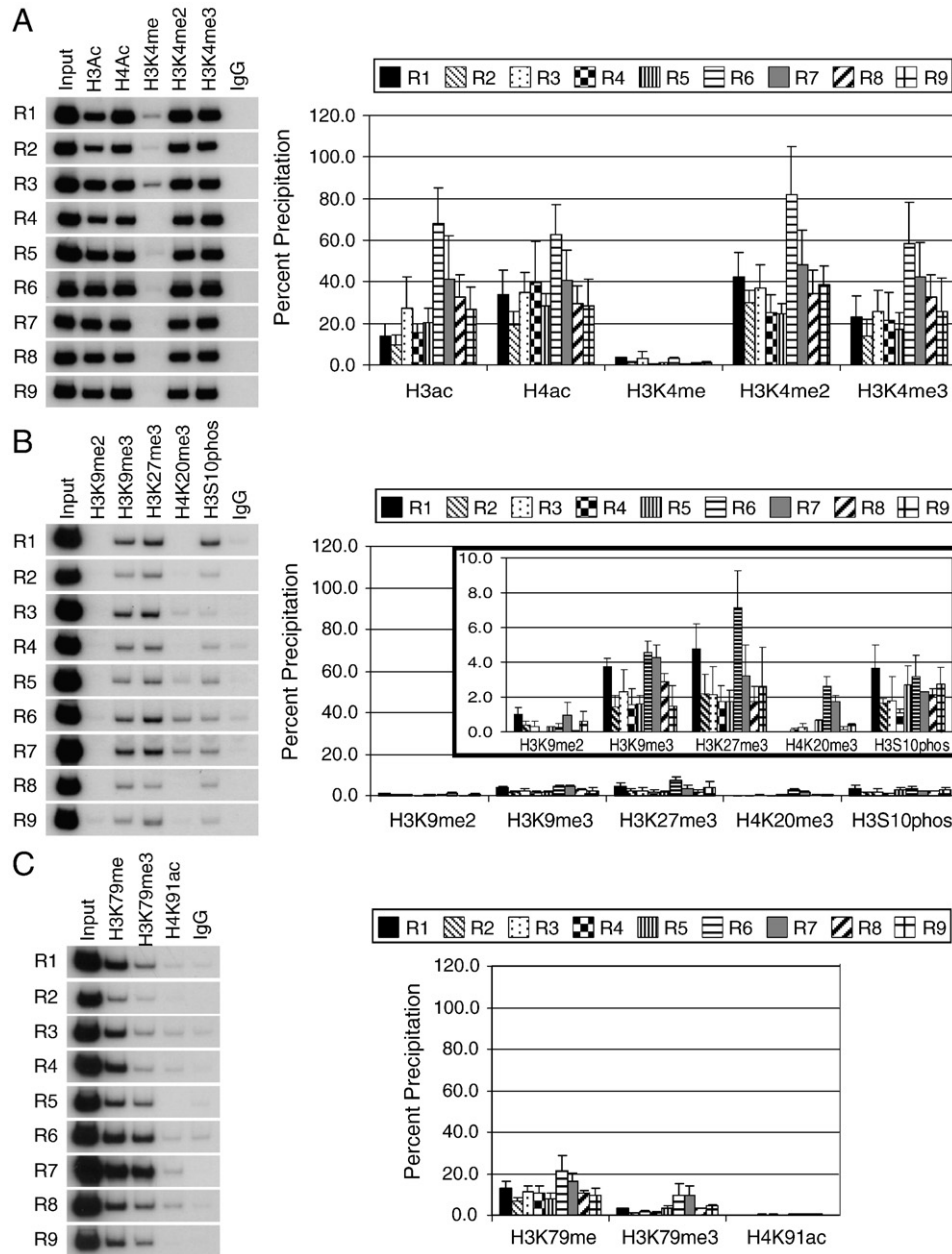 A
Input H3Ac H4Ac H3K4me H3K4me2 H3K4me3 IgG
R1
R2
R3
R4
R5
R6
R7
R8
R9
R1 R2 R3 R4 R5 R6 R7 R8 R9
Percent Precipitation
120.0
100.0
80.0
60.0
40.0
20.0
0.0
H3ac H4ac H3K4me H3K4me2 H3K4me3
B
Input H3K9me2 H3K9me3 H3K27me3 H4K20me3 H3S10phos IgG
R1
R2
R3
R4
R5
R6
R7
R8
R9
R1 R2 R3 R4 R5 R6 R7 R8 R9
Percent Precipitation
120.0
100.0
80.0
60.0
40.0
20.0
0.0
10.0
8.0
6.0
4.0
2.0
0.0
H3K9me2 H3K9me3 H3K27me3 H4K20me3 H3S10phos
H3K9me2 H3K9me3 H3K27me3 H4K20me3 H3S10phos
C
Input H3K79me H3K79me3 H4K91ac IgG
R1
R2
R3
R4
R5
R6
R7
R8
R9
R1 R2 R3 R4 R5 R6 R7 R8 R9
Percent Precipitation
120.0
100.0
80.0
60.0
40.0
20.0
0.0
H3K79me H3K79me3 H4K91ac